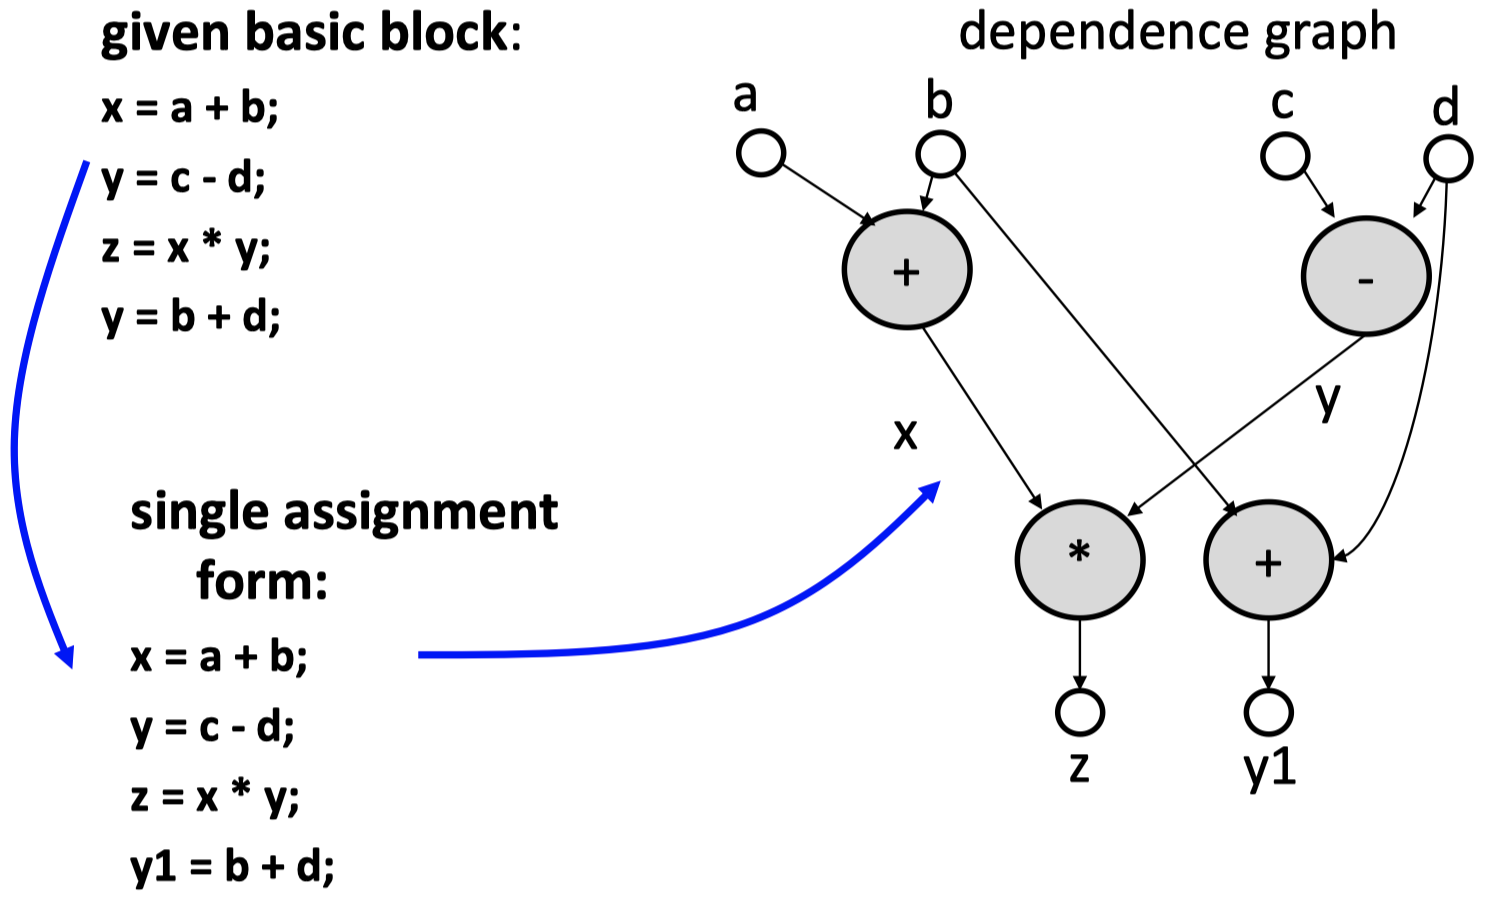 given basic block:
x = a + b;
y = c - d;
z = x * y;
y = b + d;
single assignment
form:
x = a + b;
y = c - d;
z = x * y;
y1 = b + d;
dependence graph
a
b
c
d
+
-
x
y
*
+
z
y1